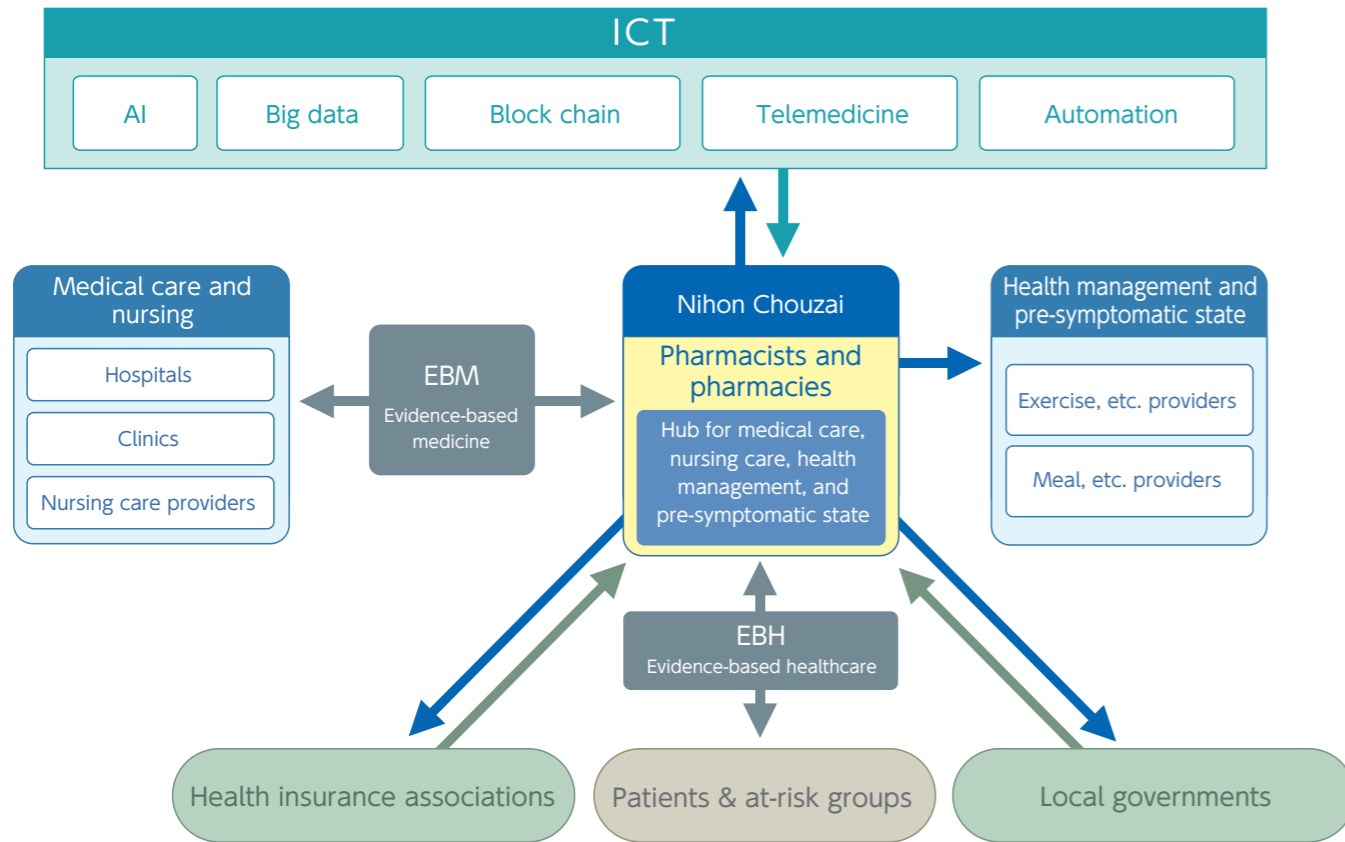 ICT
AI
Big data
Block chain
Telemedicine
Automation
Medical care and
nursing
Hospitals
Clinics
Nursing care providers
EBM
Evidence-based
medicine
Nihon Chouzai
Pharmacists and
pharmacies
Hub for medical care,
nursing care, health
management, and
pre-symptomatic state
Health management and
pre-symptomatic state
Exercise, etc. providers
Meal, etc. providers
EBH
Evidence-based healthcare
Health insurance associations
Patients & at-risk groups
Local governments